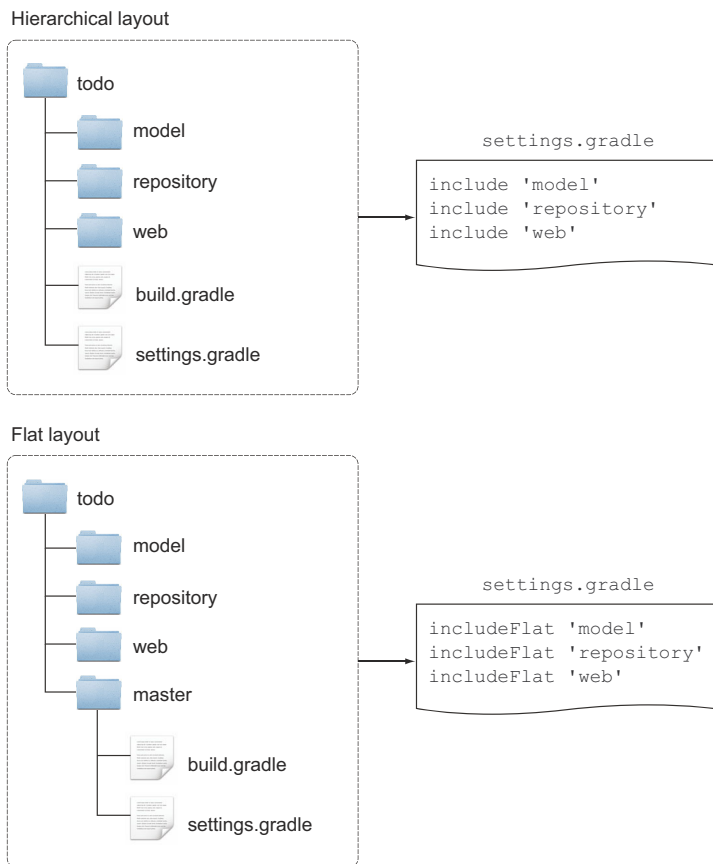 Hierarchical layout
todo
model
repository
web
build.gradle
settings.gradle
settings.gradle
include 'model'
include 'repository'
include 'web'
Flat layout
todo
model
repository
web
master
build.gradle
settings.gradle
settings.gradle
includeFlat 'model'
includeFlat 'repository'
includeFlat 'web'